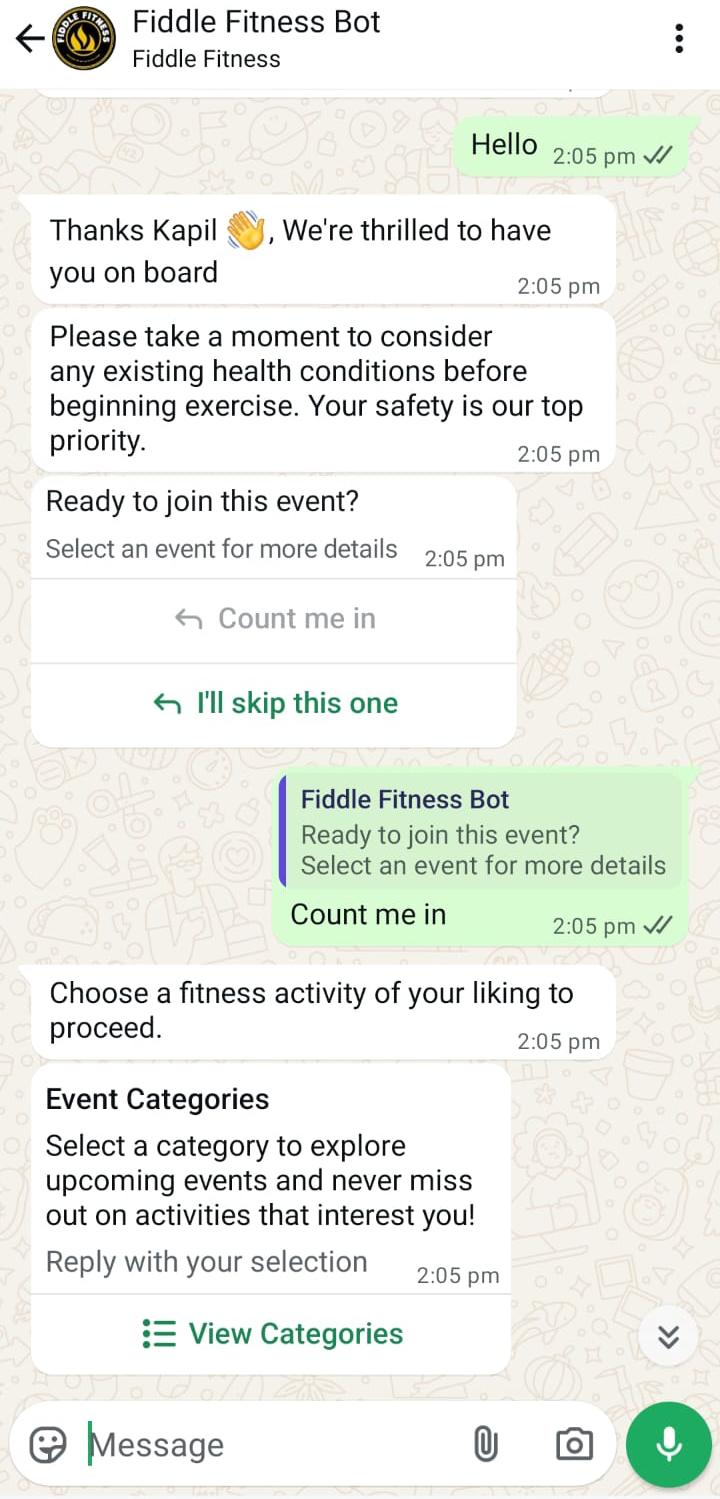 Fiddle Fitness Bot
Fiddle Fitness
FIDDLE FITNESS
Hello 2:05 pm
Thanks Kapil 👋, We're thrilled to have
you on board 2:05 pm
Please take a moment to consider
any existing health conditions before
beginning exercise. Your safety is our top
priority. 2:05 pm
Ready to join this event?
Select an event for more details 2:05 pm
Count me in
I'll skip this one
Fiddle Fitness Bot
Ready to join this event?
Select an event for more details
Count me in 2:05 pm
Choose a fitness activity of your liking to
proceed. 2:05 pm
Event Categories
Select a category to explore
upcoming events and never miss
out on activities that interest you!
Reply with your selection 2:05 pm
View Categories
Message